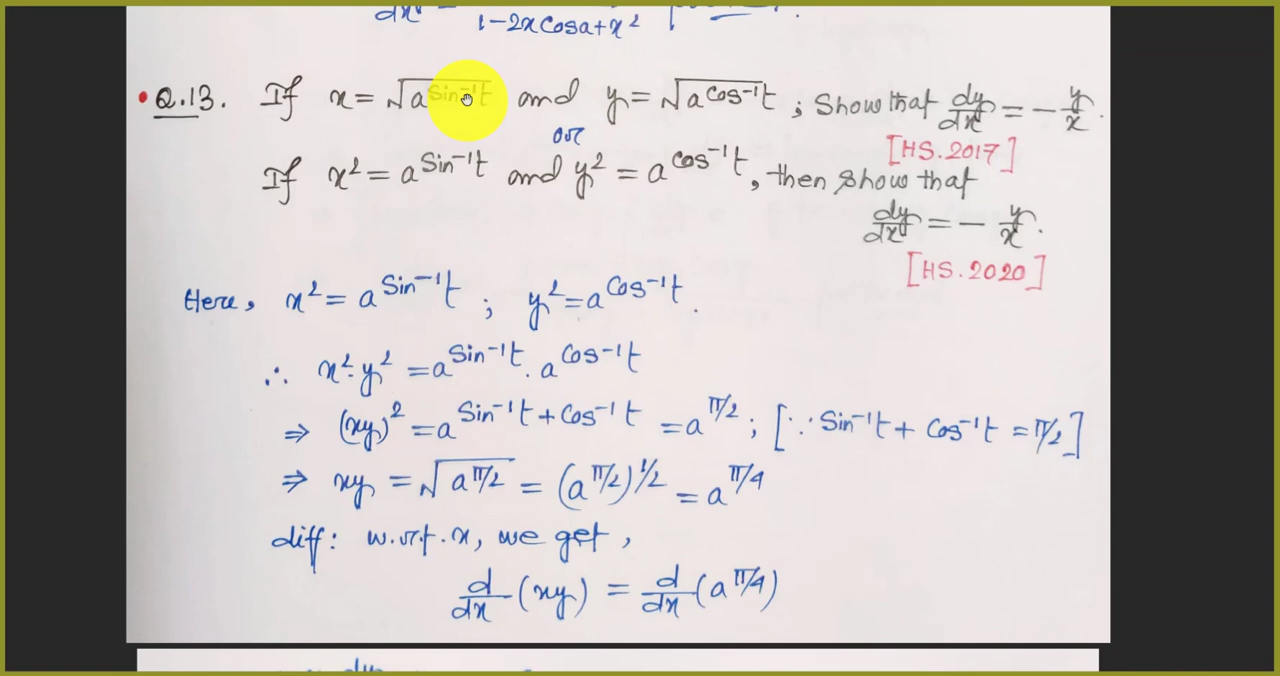 1-2xCosa+x²
• Q.13. If x = √a^Sin⁻¹t and y = √a^Cos⁻¹t ; Show that dy/dx = - y/x.
or
[HS. 2017]
If x² = a^Sin⁻¹t and y² = a^Cos⁻¹t, then show that
dy/dx = - y/x.
[HS. 2020]
Here, x² = a^Sin⁻¹t ; y² = a^Cos⁻¹t.
∴ x².y² = a^Sin⁻¹t . a^Cos⁻¹t
⇒ (xy)² = a^Sin⁻¹t + Cos⁻¹t = a^π/2 ; [∵ Sin⁻¹t + Cos⁻¹t = π/2]
⇒ xy = √a^π/2 = (a^π/2)^1/2 = a^π/4
diff: w.r.t. x, we get,
d/dx (xy) = d/dx (a^π/4)